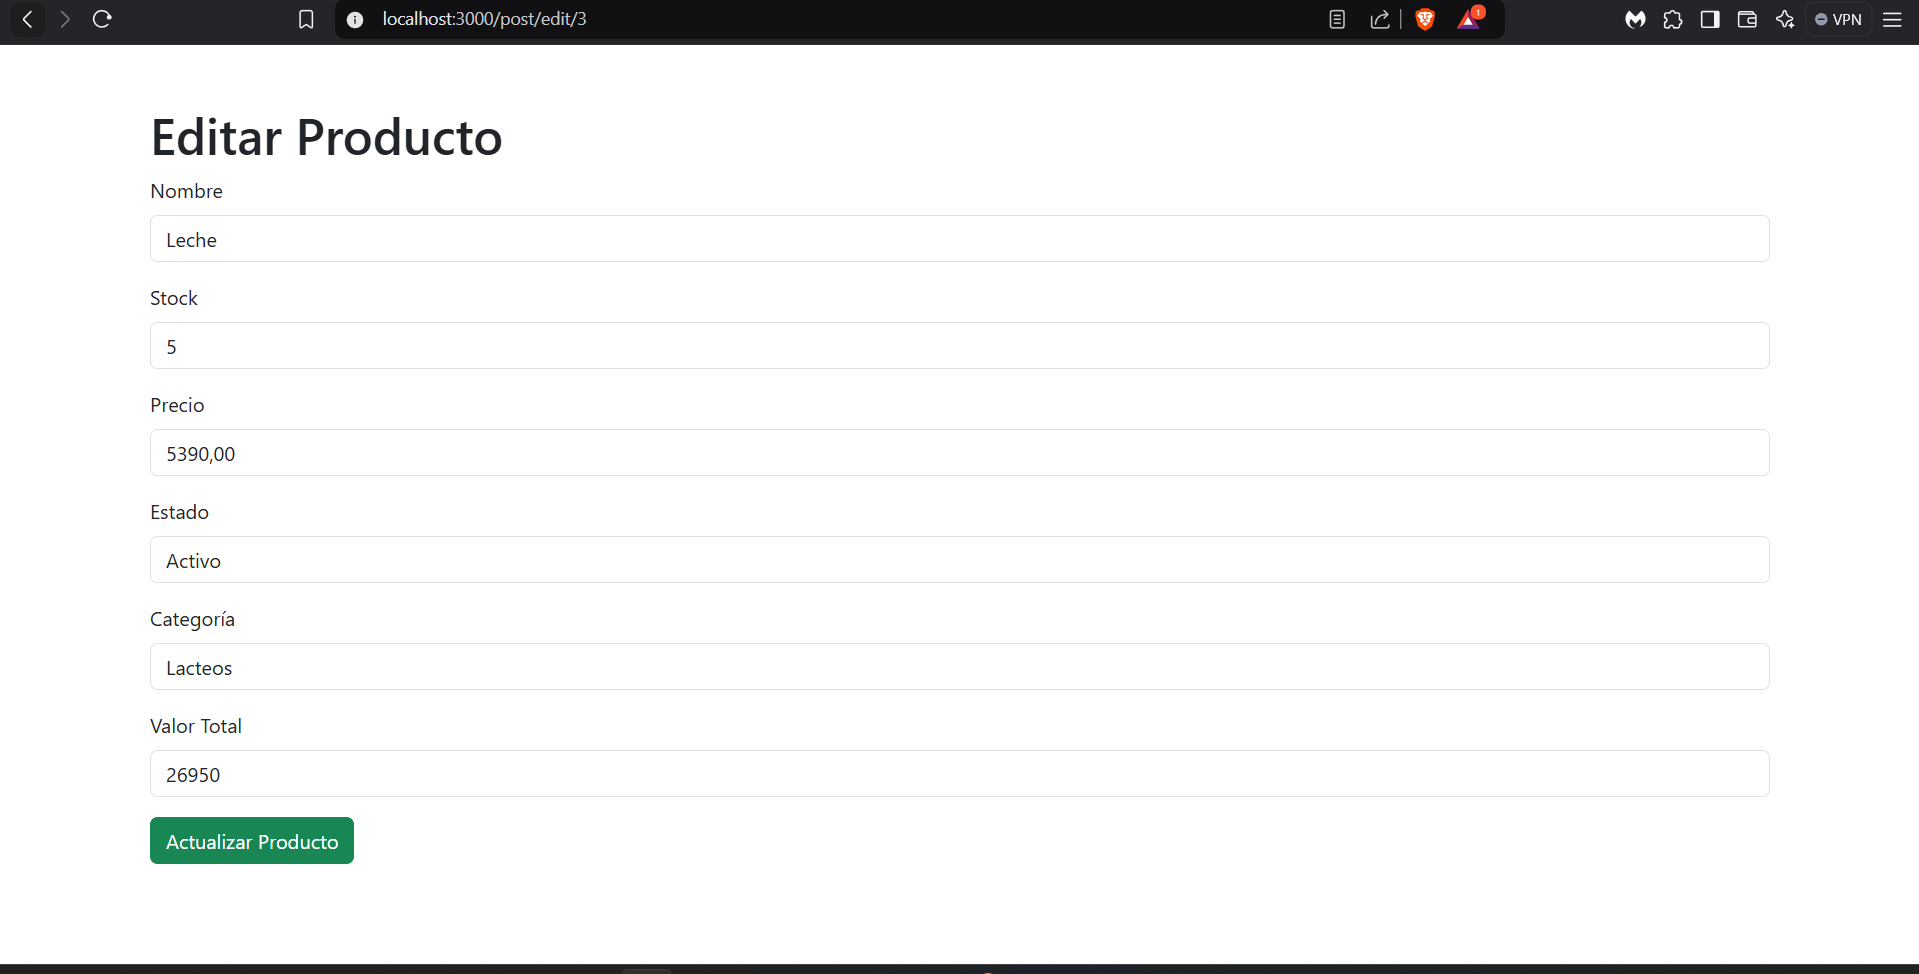 localhost:3000/post/edit/3
1
VPN
Editar Producto
Nombre
Leche
Stock
5
Precio
5390,00
Estado
Activo
Categoría
Lacteos
Valor Total
26950
Actualizar Producto